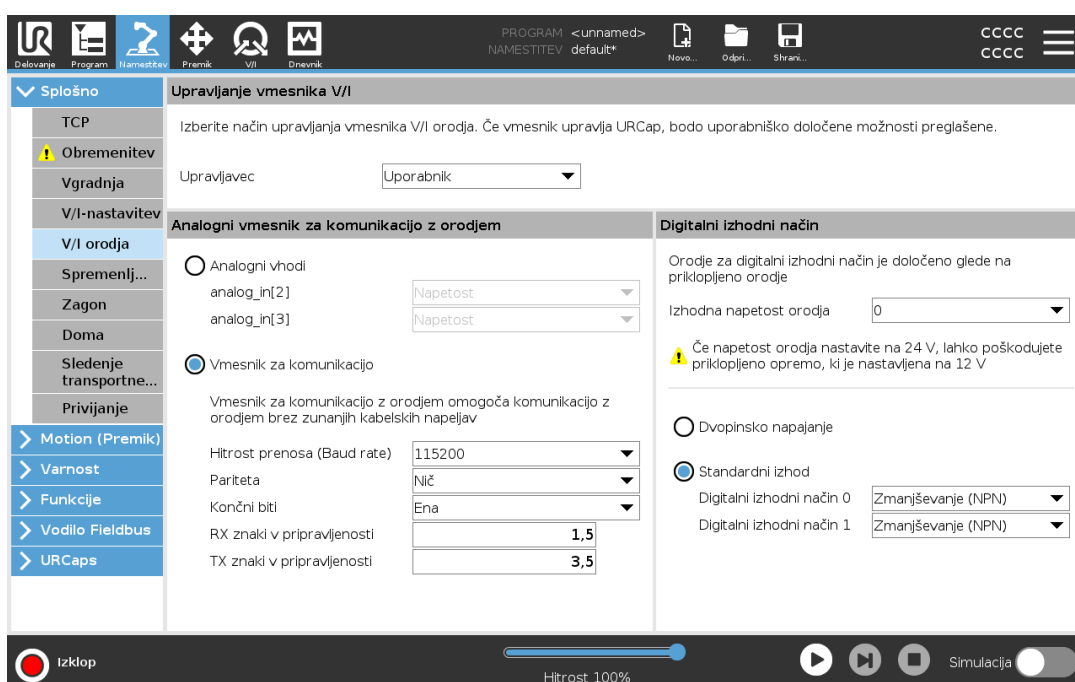 PROGRAM <unnamed>
NAMESTITEV default*
cccc
cccc
Delovanje
Program
Namestitev
Premik
V/I
Dnevnik
Novo...
Odpri...
Shrani...
Splošno
TCP
Obremenitev
Vgradnja
V/I-nastavitev
V/I orodja
Spremenlj...
Zagon
Doma
Sledenje
transportne...
Privijanje
Motion (Premik)
Varnost
Funkcije
Vodilo Fieldbus
URCaps
Upravljanje vmesnika V/I
Izberite način upravljanja vmesnika V/I orodja. Če vmesnik upravlja URCap, bodo uporabniško določene možnosti preglašene.
Upravljavec Uporabnik
Analogni vmesnik za komunikacijo z orodjem
Analogni vhodi
analog_in[2] Napetost
analog_in[3] Napetost
Vmesnik za komunikacijo
Vmesnik za komunikacijo z orodjem omogoča komunikacijo z
orodjem brez zunanjih kabelskih napeljav
Hitrost prenosa (Baud rate) 115200
Pariteta Nič
Končni biti Ena
RX znaki v pripravljenosti 1,5
TX znaki v pripravljenosti 3,5
Digitalni izhodni način
Orodje za digitalni izhodni način je določeno glede na
priklopljeno orodje
Izhodna napetost orodja 0
Če napetost orodja nastavite na 24 V, lahko poškodujete
priklopljeno opremo, ki je nastavljena na 12 V
Dvopinsko napajanje
Standardni izhod
Digitalni izhodni način 0 Zmanjševanje (NPN)
Digitalni izhodni način 1 Zmanjševanje (NPN)
Izklop
Hitrost 100%
Simulacija